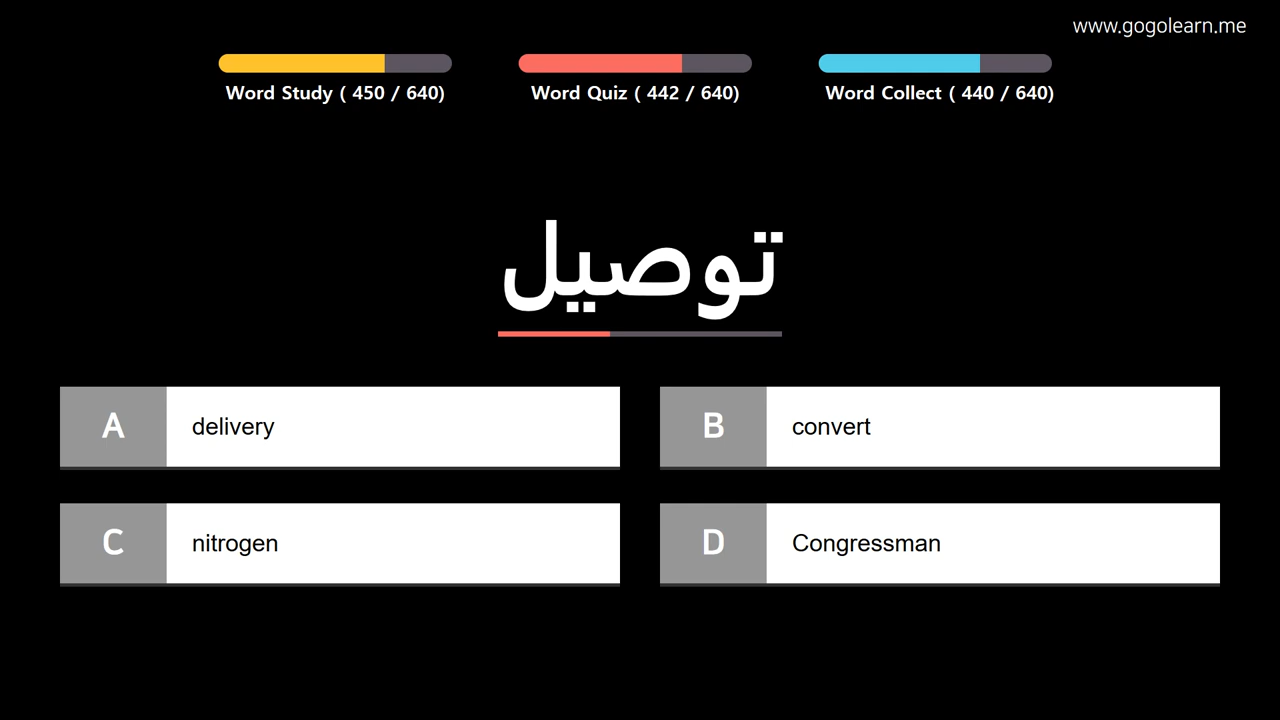 www.gogolearn.me
Word Study ( 450 / 640)
Word Quiz ( 442 / 640)
Word Collect ( 440 / 640)
توصيل
A delivery
B convert
C nitrogen
D Congressman